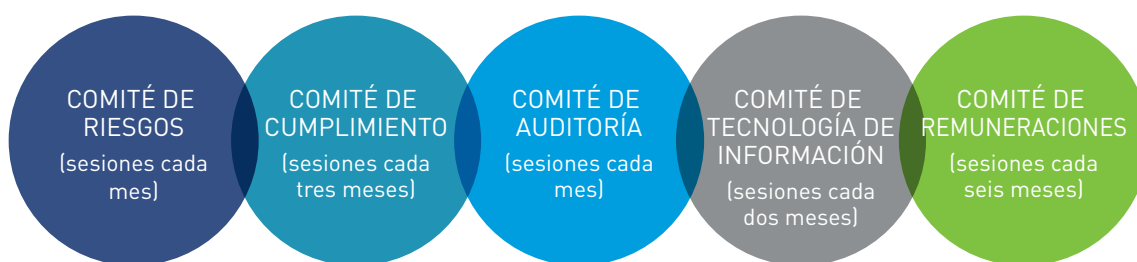 COMITÉ DE
RIESGOS
(sesiones cada
mes)
COMITÉ DE
CUMPLIMIENTO
(sesiones cada
tres meses)
COMITÉ DE
AUDITORÍA
(sesiones cada
mes)
COMITÉ DE
TECNOLOGÍA DE
INFORMACIÓN
(sesiones cada
dos meses)
COMITÉ DE
REMUNERACIONES
(sesiones cada
seis meses)